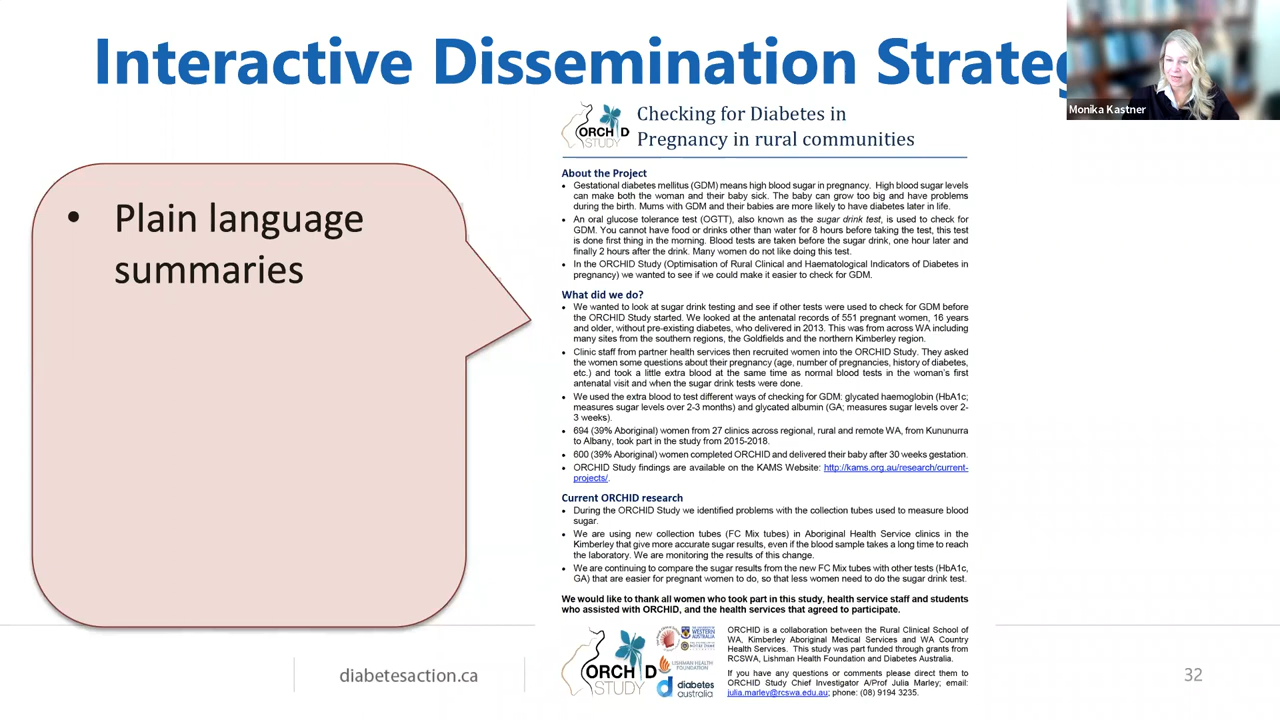 Interactive Dissemination Strateg
Monika Kastner
• Plain language
summaries
ORCHID
STUDY
Checking for Diabetes in
Pregnancy in rural communities
About the Project
• Gestational diabetes mellitus (GDM) means high blood sugar in pregnancy. High blood sugar levels
can make both the woman and their baby sick. The baby can grow too big and have problems
during the birth. Mums with GDM and their babies are more likely to have diabetes later in life.
• An oral glucose tolerance test (OGTT), also known as the sugar drink test, is used to check for
GDM. You cannot have food or drinks other than water for 8 hours before taking the test, this test
is done first thing in the morning. Blood tests are taken before the sugar drink, one hour later and
finally 2 hours after the drink. Many women do not like doing this test.
• In the ORCHID Study (Optimisation of Rural Clinical and Haematological Indicators of Diabetes in
pregnancy) we wanted to see if we could make it easier to check for GDM.
What did we do?
• We wanted to look at sugar drink testing and see if other tests were used to check for GDM before
the ORCHID Study started. We looked at the antenatal records of 551 pregnant women, 16 years
and older, without pre-existing diabetes, who delivered in 2013. This was from across WA including
many sites from the southern regions, the Goldfields and the northern Kimberley region.
• Clinic staff from partner health services then recruited women into the ORCHID Study. They asked
the women some questions about their pregnancy (age, number of pregnancies, history of diabetes,
etc.) and took a little extra blood at the same time as normal blood tests in the woman's first
antenatal visit and when the sugar drink tests were done.
• We used the extra blood to test different ways of checking for GDM: glycated haemoglobin (HbA1c;
measures sugar levels over 2-3 months) and glycated albumin (GA; measures sugar levels over 2-
3 weeks).
• 694 (39% Aboriginal) women from 27 clinics across regional, rural and remote WA, from Kununurra
to Albany, took part in the study from 2015-2018.
• 600 (39% Aboriginal) women completed ORCHID and delivered their baby after 30 weeks gestation.
• ORCHID Study findings are available on the KAMS Website: http://kams.org.au/research/current-
projects/.
Current ORCHID research
• During the ORCHID Study we identified problems with the collection tubes used to measure blood
sugar.
• We are using new collection tubes (FC Mix tubes) in Aboriginal Health Service clinics in the
Kimberley that give more accurate sugar results, even if the blood sample takes a long time to reach
the laboratory. We are monitoring the results of this change.
• We are continuing to compare the sugar results from the new FC Mix tubes with other tests (HbA1c,
GA) that are easier for pregnant women to do, so that less women need to do the sugar drink test.
We would like to thank all women who took part in this study, health service staff and students
who assisted with ORCHID, and the health services that agreed to participate.
ORCHID
STUDY
THE UNIVERSITY OF
WESTERN
AUSTRALIA
LISHMAN HEALTH
FOUNDATION
diabetes
australia
ORCHID is a collaboration between the Rural Clinical School of
WA, Kimberley Aboriginal Medical Services and WA Country
Health Services. This study was part funded through grants from
RCSWA, Lishman Health Foundation and Diabetes Australia.
If you have any questions or comments please direct them to
ORCHID Study Chief Investigator A/Prof Julia Marley; email:
julia.marley@rcswa.edu.au; phone: (08) 9194 3235.
diabetesaction.ca
32